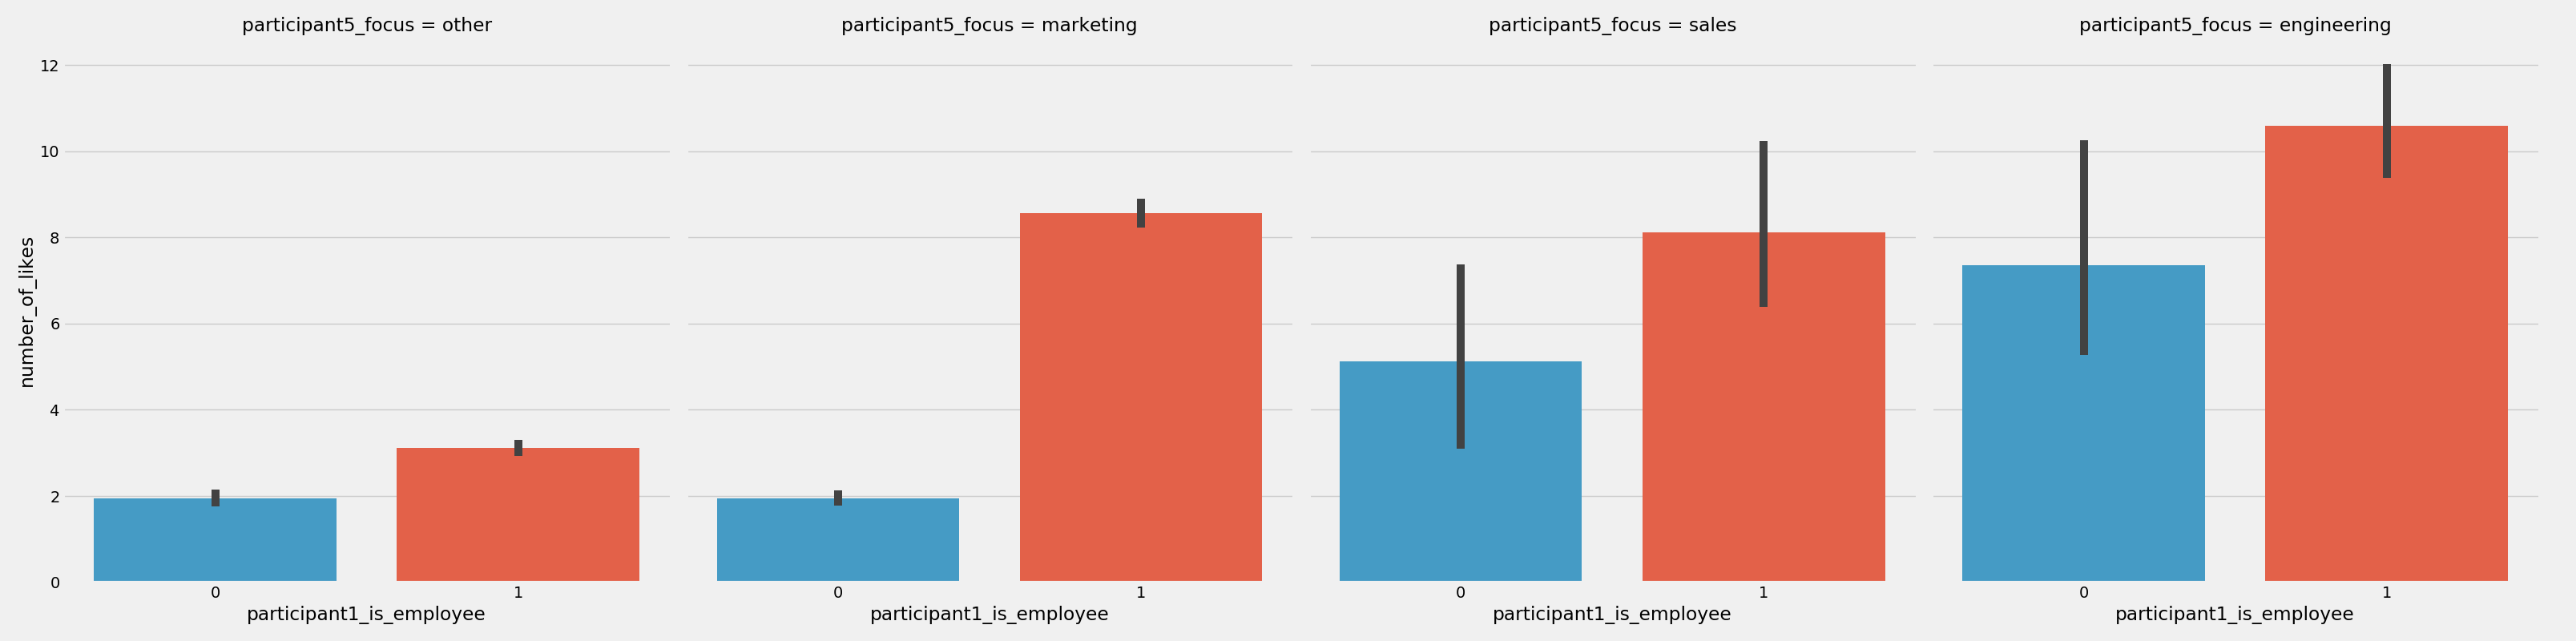 participant5_focus = other
participant5_focus = marketing
participant5_focus = sales
participant5_focus = engineering
number_of_likes
12
10
8
6
4
2
0
0 1
0 1
0 1
0 1
participant1_is_employee
participant1_is_employee
participant1_is_employee
participant1_is_employee